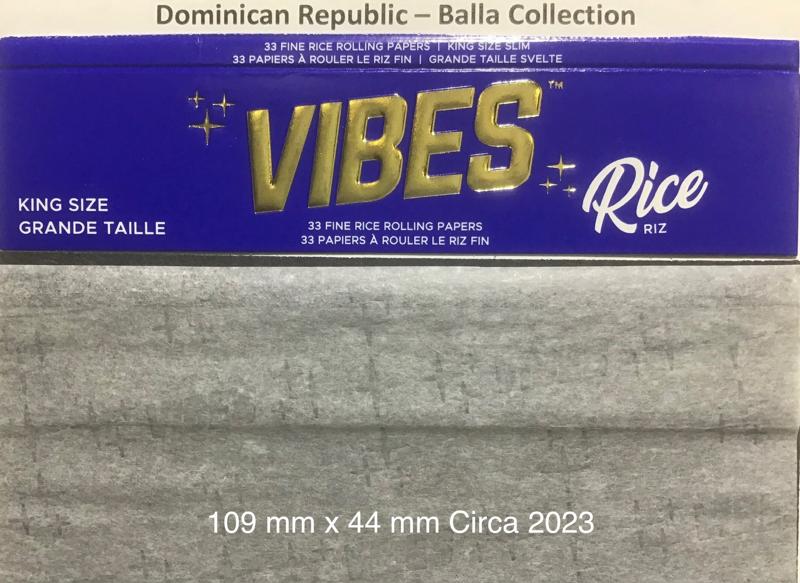 Dominican Republic – Balla Collection
33 FINE RICE ROLLING PAPERS | KING SIZE SLIM
33 PAPIERS À ROULER LE RIZ FIN | GRANDE TAILLE SVELTE
VIBES™
Rice
RIZ
KING SIZE
GRANDE TAILLE
33 FINE RICE ROLLING PAPERS
33 PAPIERS À ROULER LE RIZ FIN
109 mm x 44 mm Circa 2023